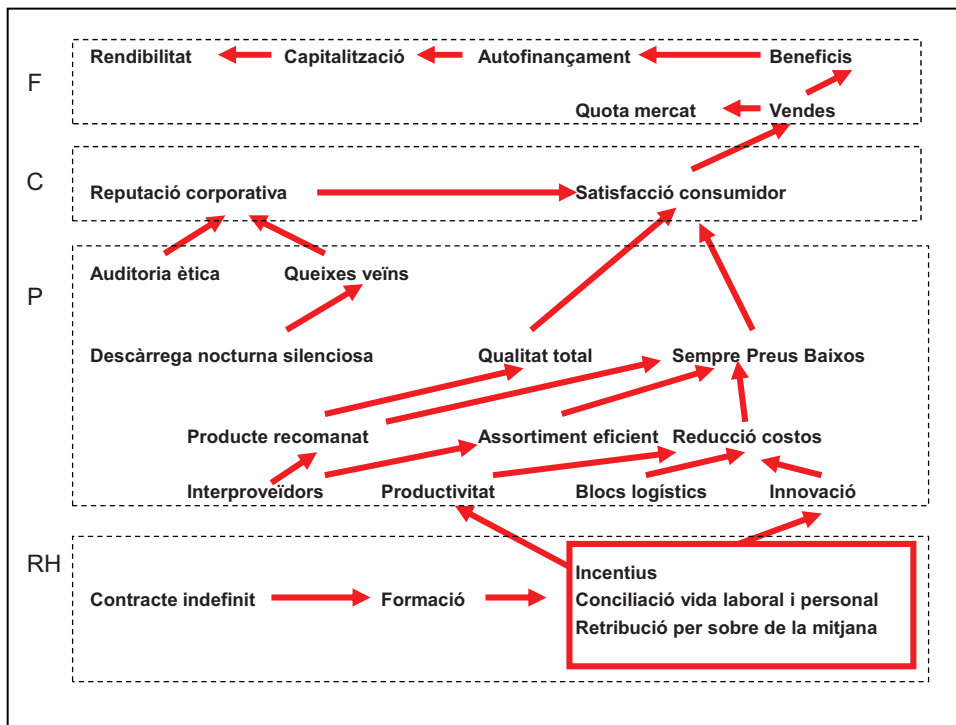 F
Rendibilitat Capitalització Autofinançament Beneficis
Quota mercat Vendes
C
Reputació corporativa Satisfacció consumidor
P
Auditoria ètica Queixes veïns
Descàrrega nocturna silenciosa Qualitat total Sempre Preus Baixos
Producte recomanat Assortiment eficient Reducció costos
Interproveïdors Productivitat Blocs logístics Innovació
RH
Incentius
Contracte indefinit Formació Conciliació vida laboral i personal
Retribució per sobre de la mitjana